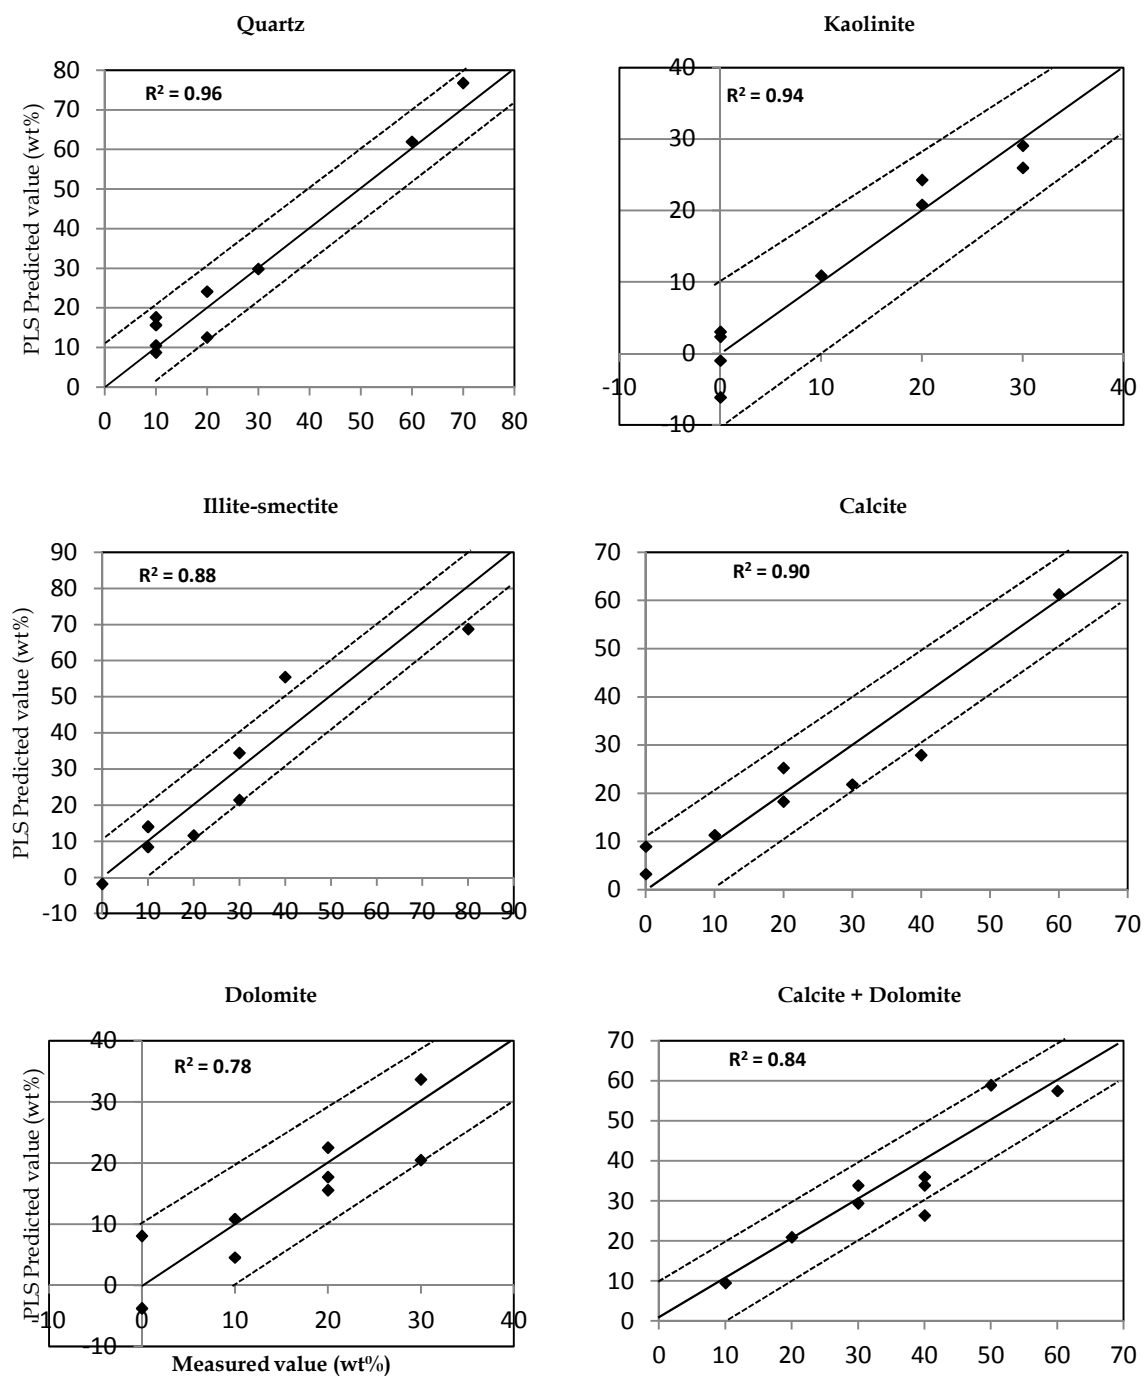 Quartz
PLS Predicted value (wt%)
R² = 0.96
80
70
60
50
40
30
20
10
0
0 10 20 30 40 50 60 70 80
Kaolinite
R² = 0.94
40
30
20
10
0
-10
-10 0 10 20 30 40
Illite-smectite
PLS Predicted value (wt%)
R² = 0.88
90
80
70
60
50
40
30
20
10
0
-10
0 10 20 30 40 50 60 70 80 90
Calcite
R² = 0.90
70
60
50
40
30
20
10
0
0 10 20 30 40 50 60 70
Dolomite
PLS Predicted value (wt%)
R² = 0.78
40
30
20
10
0
-10
-10 0 10 20 30 40
Measured value (wt%)
Calcite + Dolomite
R² = 0.84
70
60
50
40
30
20
10
0
0 10 20 30 40 50 60 70